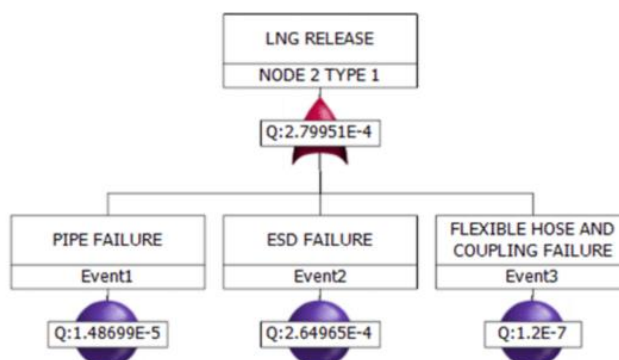 LNG RELEASE
NODE 2 TYPE 1
Q:2.79951E-4
PIPE FAILURE
Event1
Q:1.48699E-5
ESD FAILURE
Event2
Q:2.64965E-4
FLEXIBLE HOSE AND
COUPLING FAILURE
Event3
Q:1.2E-7